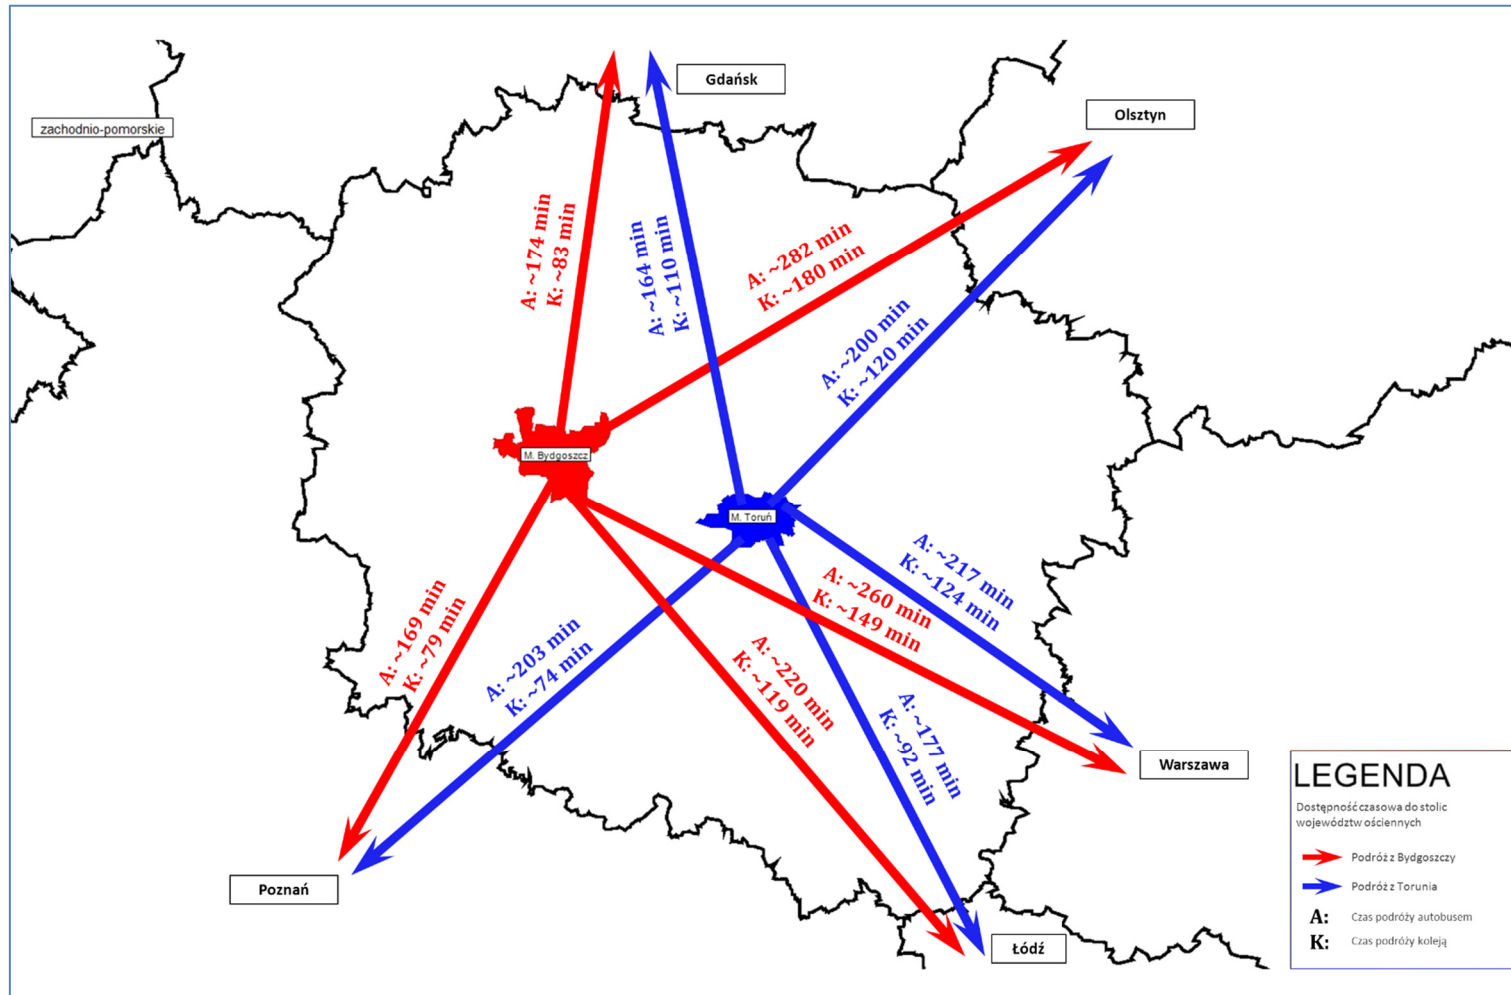 Gdańsk
Olsztyn
zachodnio-pomorskie
A: ~174 min
K: ~83 min
A: ~164 min
K: ~110 min
A: ~282 min
K: ~180 min
A: ~200 min
K: ~120 min
M. Bydgoszcz
M. Toruń
A: ~217 min
K: ~124 min
A: ~260 min
K: ~149 min
A: ~169 min
K: ~79 min
A: ~203 min
K: ~74 min
A: ~220 min
K: ~119 min
A: ~177 min
K: ~92 min
Warszawa
Poznań
Łódź
LEGENDA
Dostępność czasowa do stolic
województw ościennych
Podróż z Bydgoszczy
Podróż z Torunia
A: Czas podróży autobusem
K: Czas podróży koleją